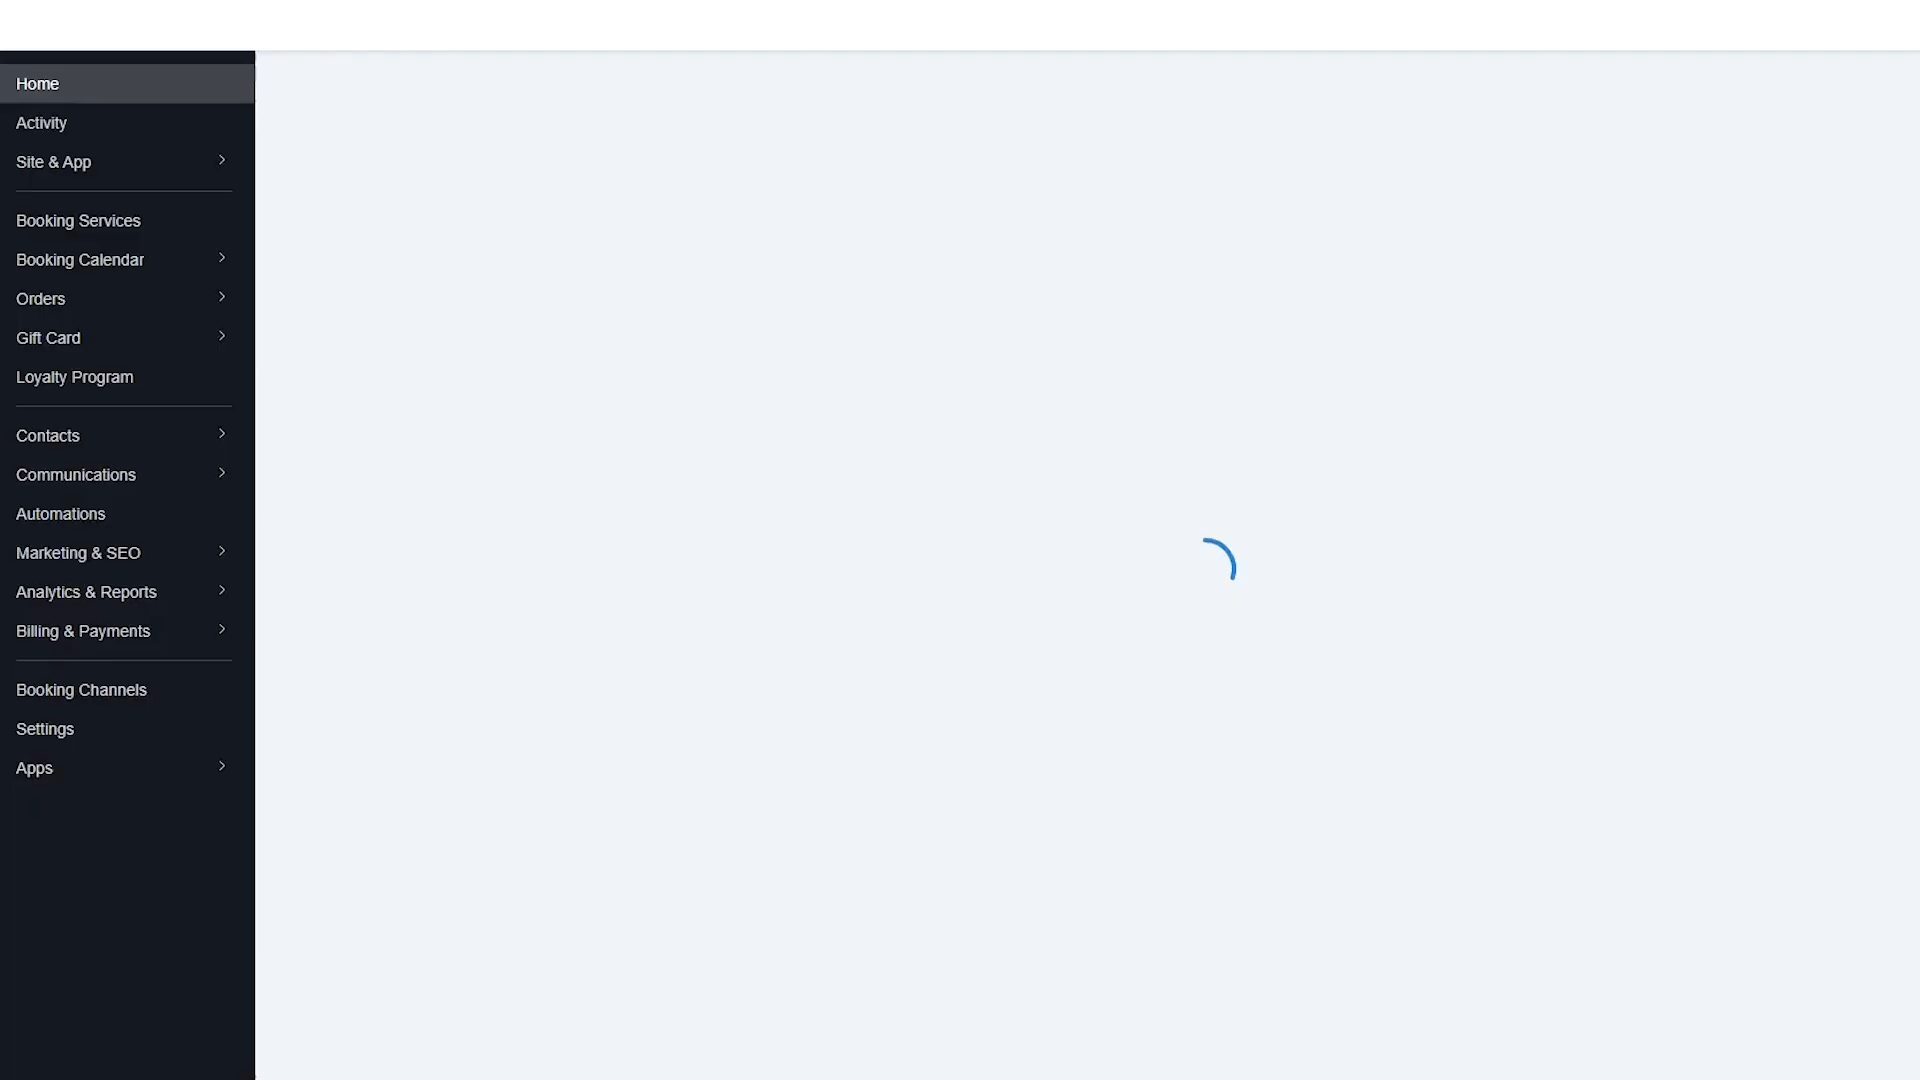 Home
Activity
Site & App
Booking Services
Booking Calendar
Orders
Gift Card
Loyalty Program
Contacts
Communications
Automations
Marketing & SEO
Analytics & Reports
Billing & Payments
Booking Channels
Settings
Apps